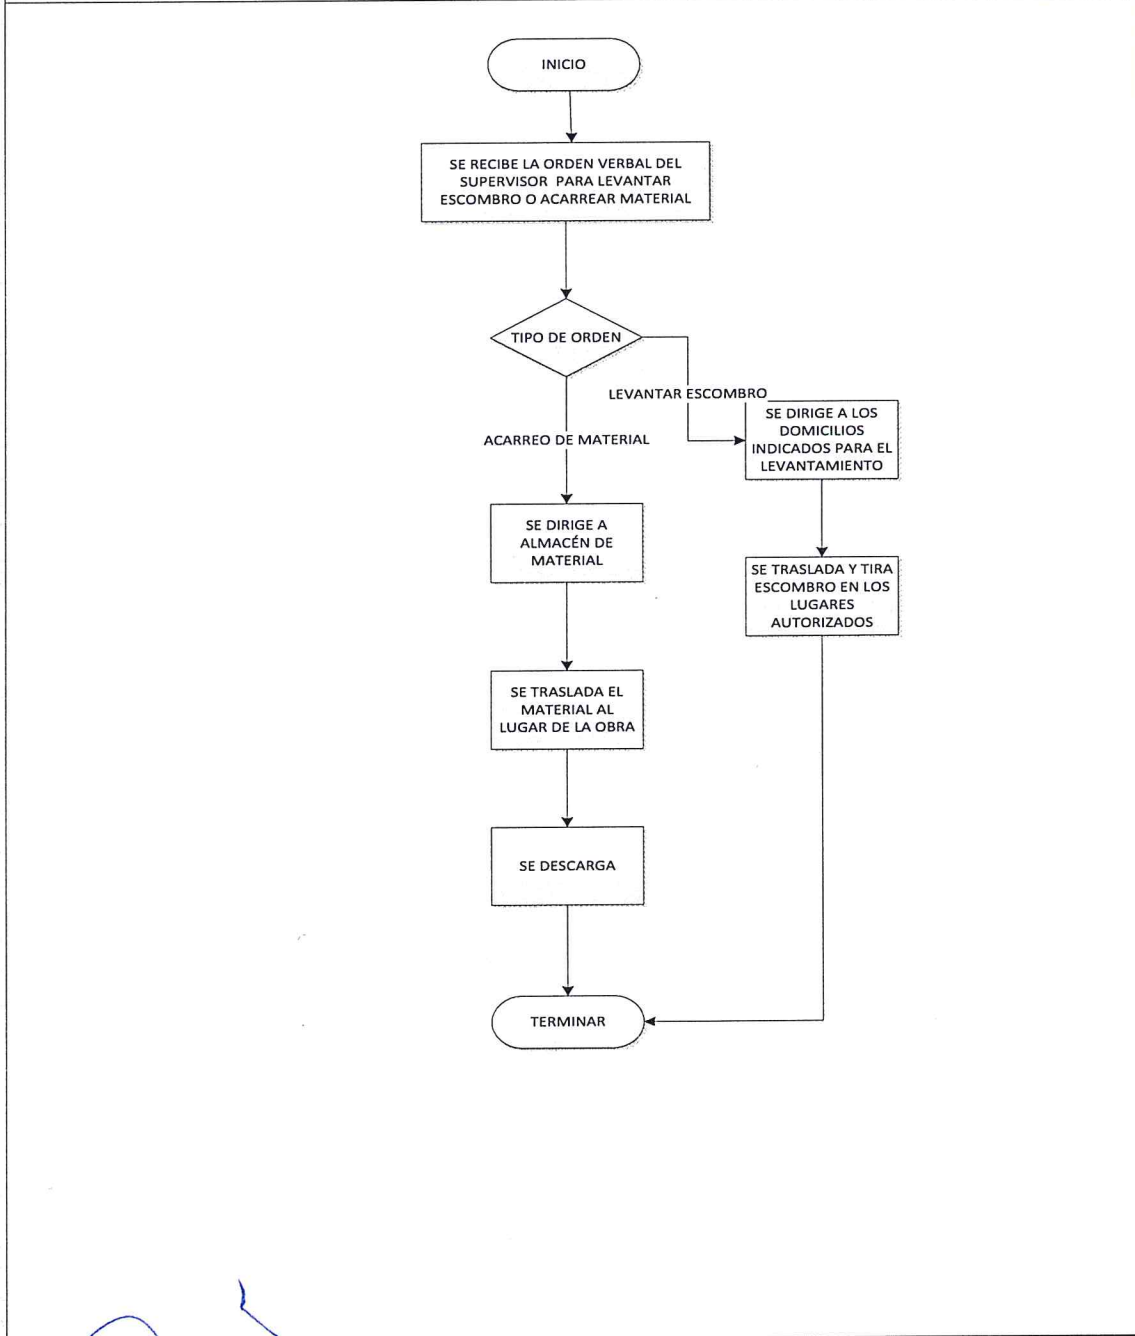 INICIO
SE RECIBE LA ORDEN VERBAL DEL
SUPERVISOR PARA LEVANTAR
ESCOMBRO O ACARREAR MATERIAL
TIPO DE ORDEN
LEVANTAR ESCOMBRO
SE DIRIGE A LOS
DOMICILIOS
INDICADOS PARA EL
LEVANTAMIENTO
ACARREO DE MATERIAL
SE DIRIGE A
ALMACÉN DE
MATERIAL
SE TRASLADA Y TIRA
ESCOMBRO EN LOS
LUGARES
AUTORIZADOS
SE TRASLADA EL
MATERIAL AL
LUGAR DE LA OBRA
SE DESCARGA
TERMINAR